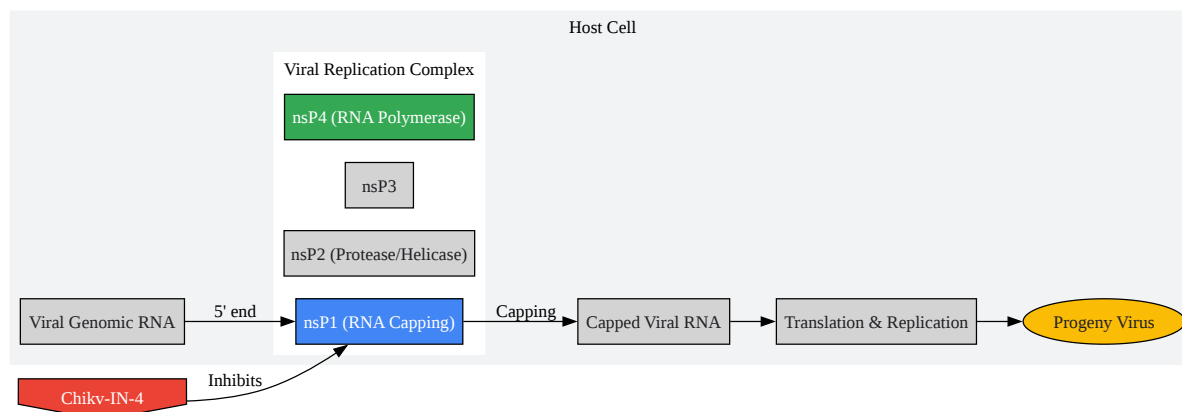 Host Cell
Viral Replication Complex
nsP4 (RNA Polymerase)
nsP3
nsP2 (Protease/Helicase)
Viral Genomic RNA
5' end
nsP1 (RNA Capping)
Capping
Capped Viral RNA
Translation & Replication
Progeny Virus
Inhibits
Chikv-IN-4